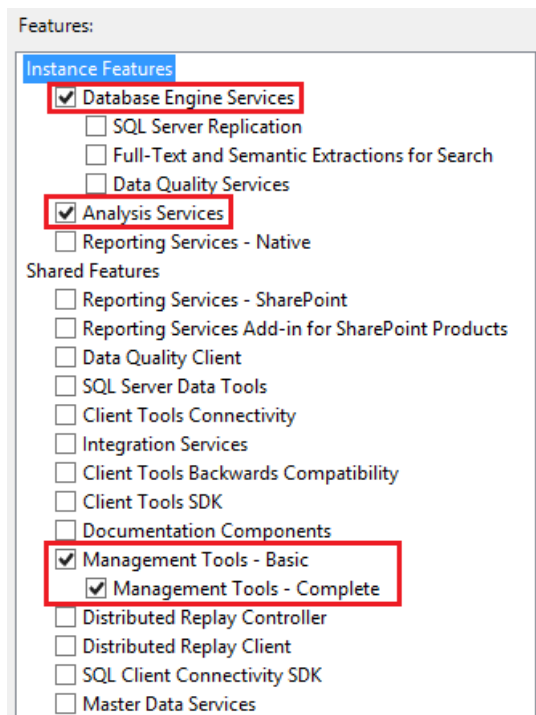 Features:
Instance Features
Database Engine Services
SQL Server Replication
Full-Text and Semantic Extractions for Search
Data Quality Services
Analysis Services
Reporting Services - Native
Shared Features
Reporting Services - SharePoint
Reporting Services Add-in for SharePoint Products
Data Quality Client
SQL Server Data Tools
Client Tools Connectivity
Integration Services
Client Tools Backwards Compatibility
Client Tools SDK
Documentation Components
Management Tools - Basic
Management Tools - Complete
Distributed Replay Controller
Distributed Replay Client
SQL Client Connectivity SDK
Master Data Services